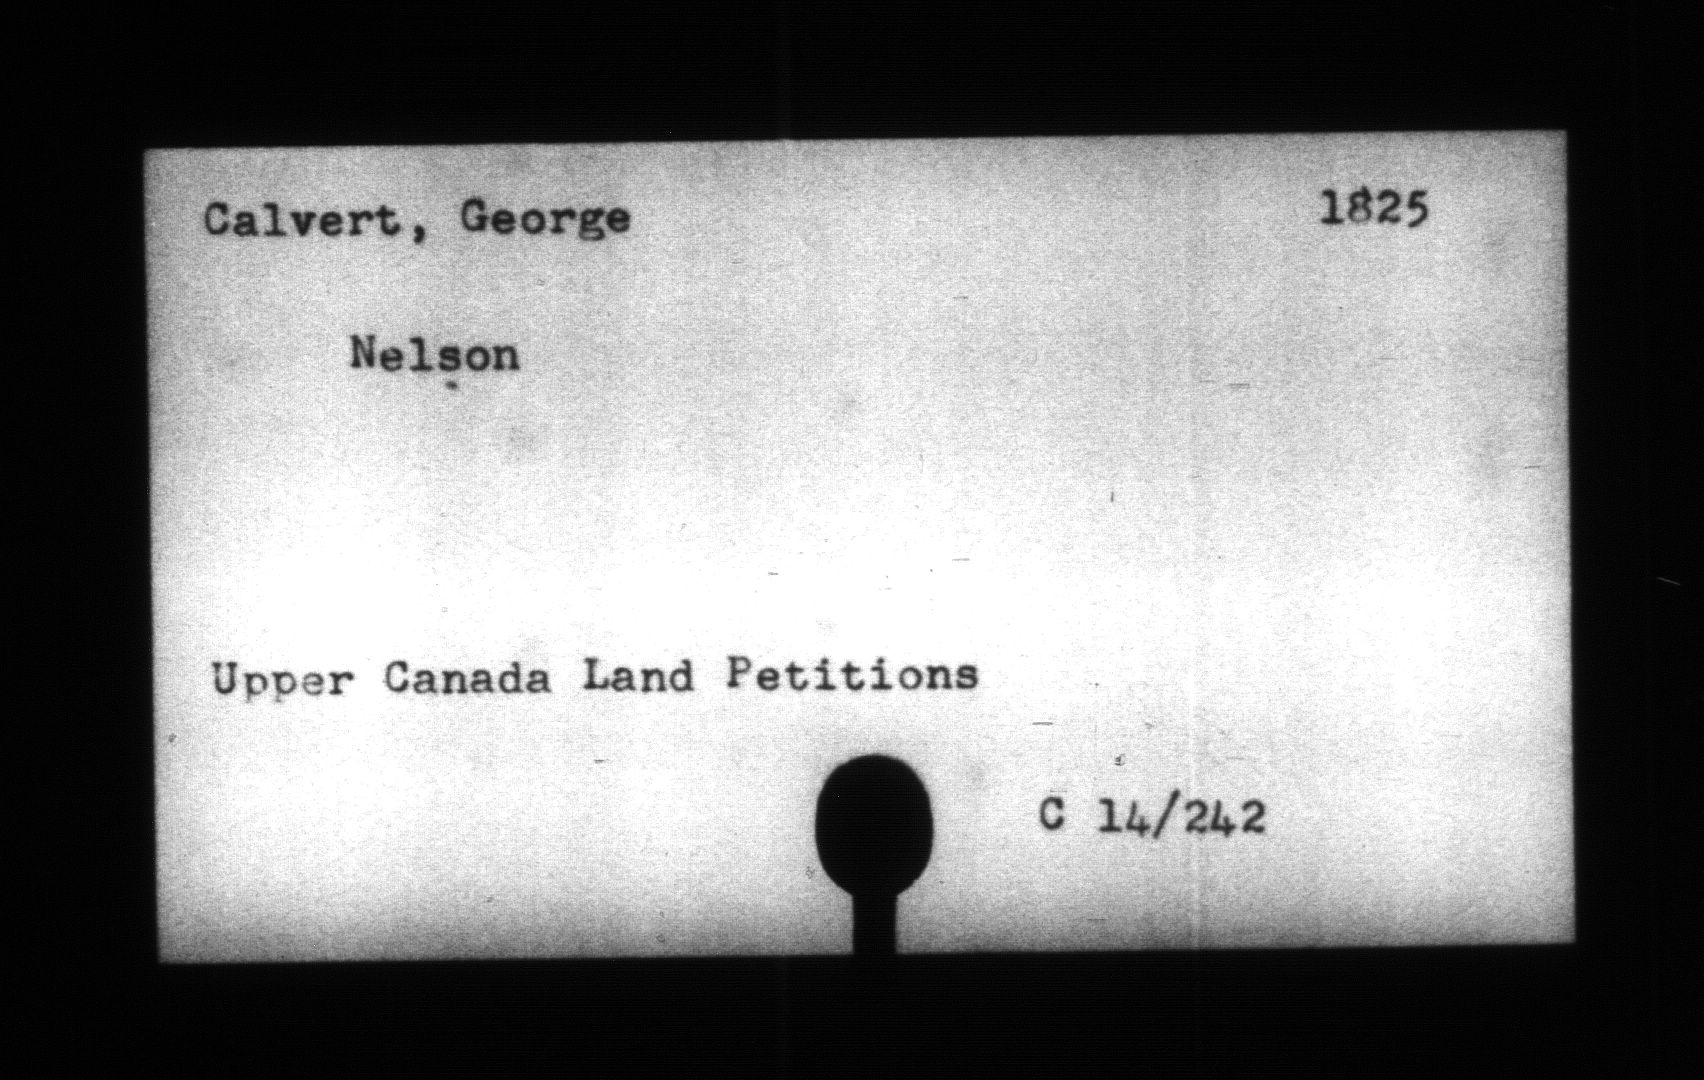 Calvert, George 1825
Nelson
Upper Canada Land Petitions
C 14/242